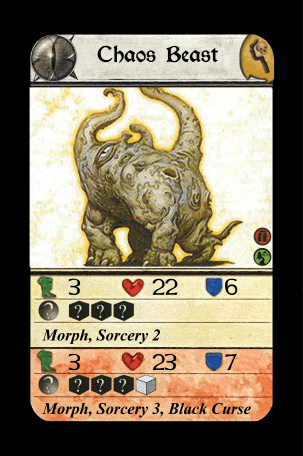 Chaos Beast
3 22 6
? ? ? ?
Morph, Sorcery 2
3 23 7
? ? ? ?
Morph, Sorcery 3, Black Curse